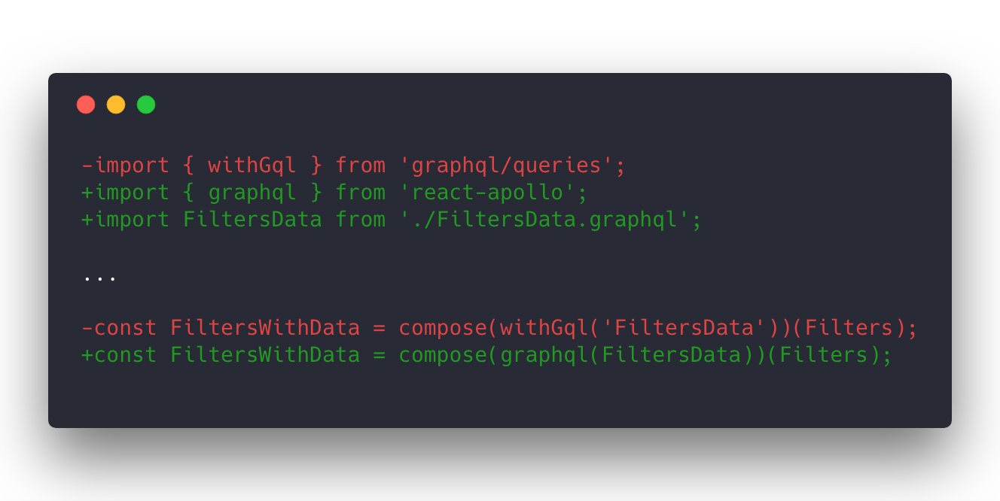 -import { withGql } from 'graphql/queries';
+import { graphql } from 'react-apollo';
+import FiltersData from './FiltersData.graphql';
...
-const FiltersWithData = compose(withGql('FiltersData'))(Filters);
+const FiltersWithData = compose(graphql(FiltersData))(Filters);